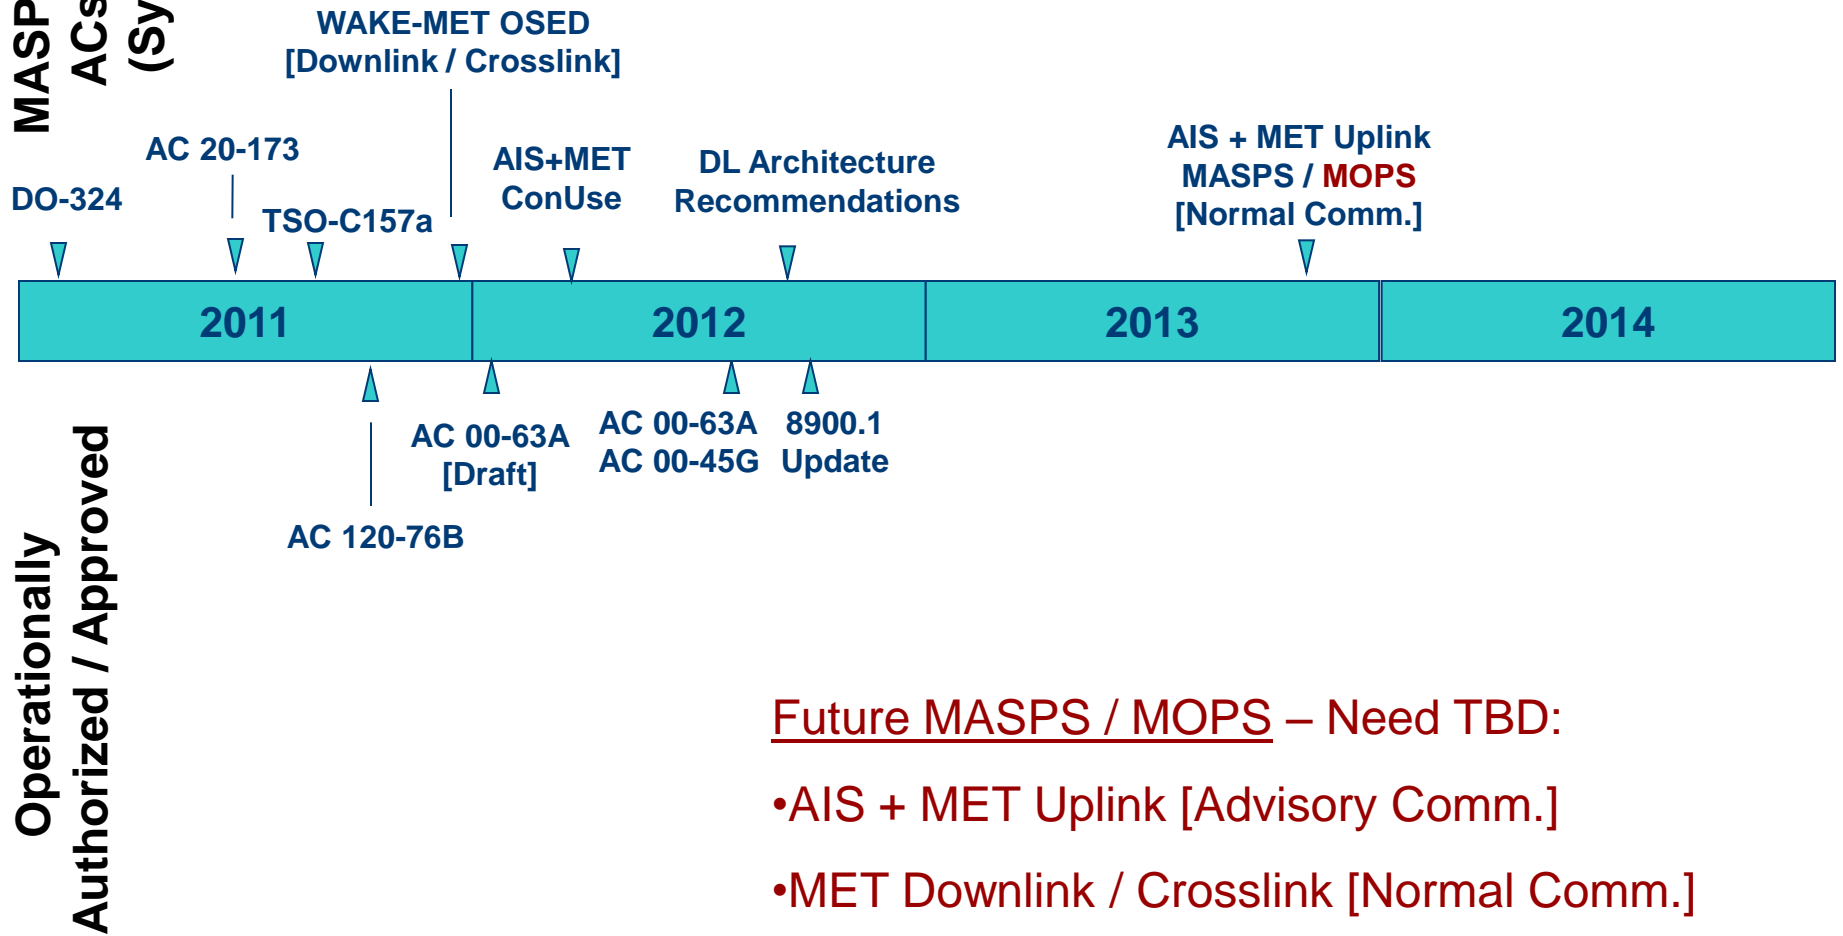 MASP
ACs
(Sy
WAKE-MET OSED
[Downlink / Crosslink]
AC 20-173
DO-324
TSO-C157a
AIS+MET
ConUse
DL Architecture
Recommendations
AIS + MET Uplink
MASPS / MOPS
[Normal Comm.]
2011
2012
2013
2014
AC 120-76B
AC 00-63A
[Draft]
AC 00-63A
AC 00-45G
8900.1
Update
Operationally
Authorized / Approved
Future MASPS / MOPS – Need TBD:
•AIS + MET Uplink [Advisory Comm.]
•MET Downlink / Crosslink [Normal Comm.]